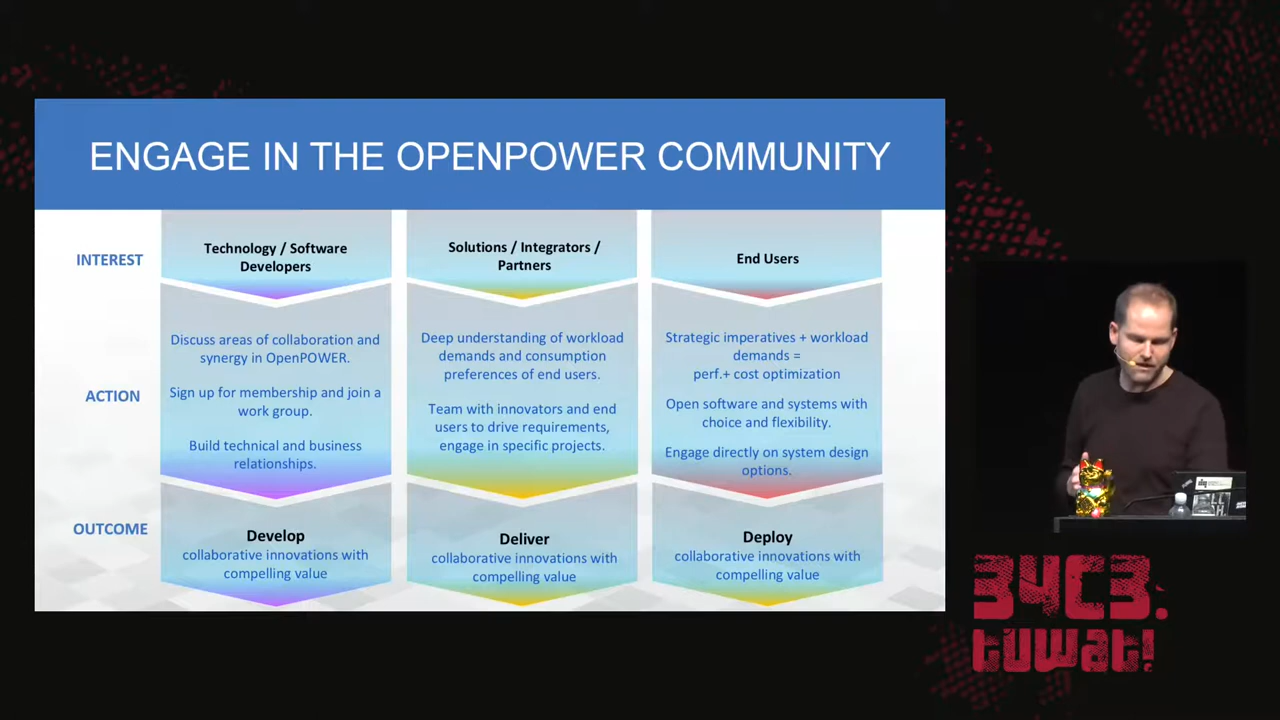 ENGAGE IN THE OPENPOWER COMMUNITY
INTEREST
Technology / Software
Developers
Solutions / Integrators /
Partners
End Users
ACTION
Discuss areas of collaboration and
synergy in OpenPOWER.
Sign up for membership and join a
work group.
Build technical and business
relationships.
Deep understanding of workload
demands and consumption
preferences of end users.
Team with innovators and end
users to drive requirements,
engage in specific projects.
Strategic imperatives + workload
demands =
perf.+ cost optimization
Open software and systems with
choice and flexibility.
Engage directly on system design
options.
OUTCOME
Develop
collaborative innovations with
compelling value
Deliver
collaborative innovations with
compelling value
Deploy
collaborative innovations with
compelling value
34C3.
tuwat!